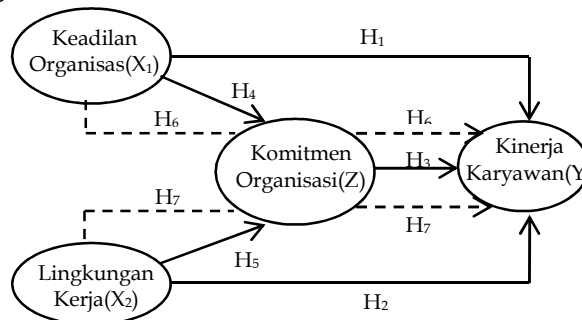 Keadilan
Organisas(X₁)
H₁
H₄
H₆
H₆
Komitmen
Organisasi(Z)
H₃
Kinerja
Karyawan(Y
H₇
H₇
H₅
Lingkungan
Kerja(X₂)
H₂